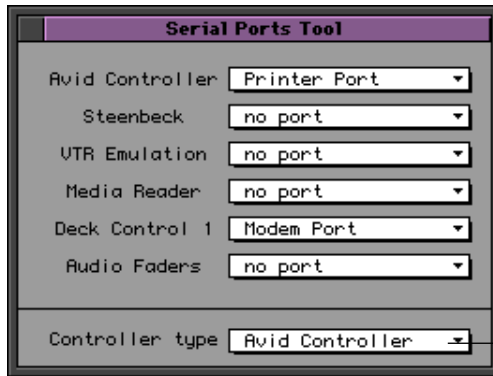 Serial Ports Tool
Avid Controller Printer Port
Steenbeck no port
VTR Emulation no port
Media Reader no port
Deck Control 1 Modem Port
Audio Faders no port
Controller type Avid Controller